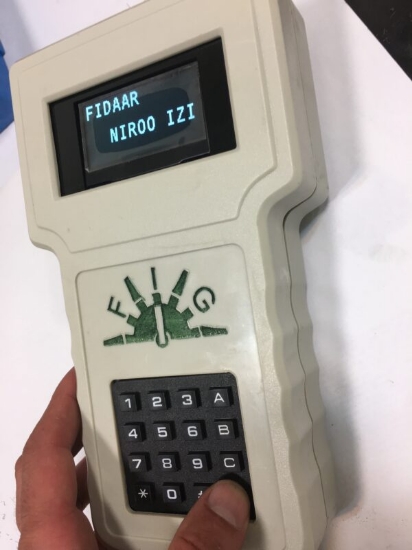 FIDAAR
NIROO IZI
F I G
1 2 3 A
4 5 6 B
7 8 9 C
* 0